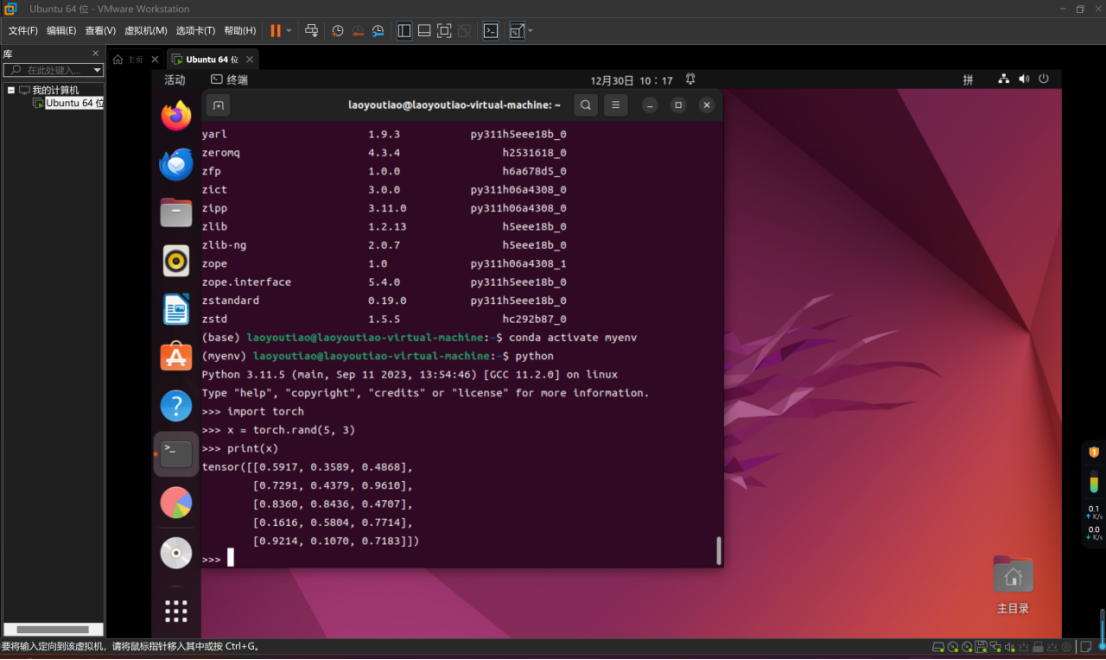 Ubuntu 64 位 - VMware Workstation
文件(F) 编辑(E) 查看(V) 虚拟机(M) 选项卡(T) 帮助(H)
库
在此处键入...
我的计算机
Ubuntu 64 位
主页
Ubuntu 64 位
活动 终端 12月30日 10：17 拼
laoyoutiao@laoyoutiao-virtual-machine: ~
yarl 1.9.3 py311h5eee18b_0
zeromq 4.3.4 h2531618_0
zfp 1.0.0 h6a678d5_0
zict 3.0.0 py311h06a4308_0
zipp 3.11.0 py311h06a4308_0
zlib 1.2.13 h5eee18b_0
zlib-ng 2.0.7 h5eee18b_0
zope 1.0 py311h06a4308_1
zope.interface 5.4.0 py311h5eee18b_0
zstandard 0.19.0 py311h5eee18b_0
zstd 1.5.5 hc292b87_0
(base) laoyoutiao@laoyoutiao-virtual-machine:~$ conda activate myenv
(myenv) laoyoutiao@laoyoutiao-virtual-machine:~$ python
Python 3.11.5 (main, Sep 11 2023, 13:54:46) [GCC 11.2.0] on linux
Type "help", "copyright", "credits" or "license" for more information.
>>> import torch
>>> x = torch.rand(5, 3)
>>> print(x)
tensor([[0.5917, 0.3589, 0.4868],
[0.7291, 0.4379, 0.9610],
[0.8360, 0.8436, 0.4707],
[0.1616, 0.5804, 0.7714],
[0.9214, 0.1070, 0.7183]])
>>>
主目录
0.1
K/s
0.0
K/s
要将输入定向到该虚拟机，请将鼠标指针移入其中或按 Ctrl+G。